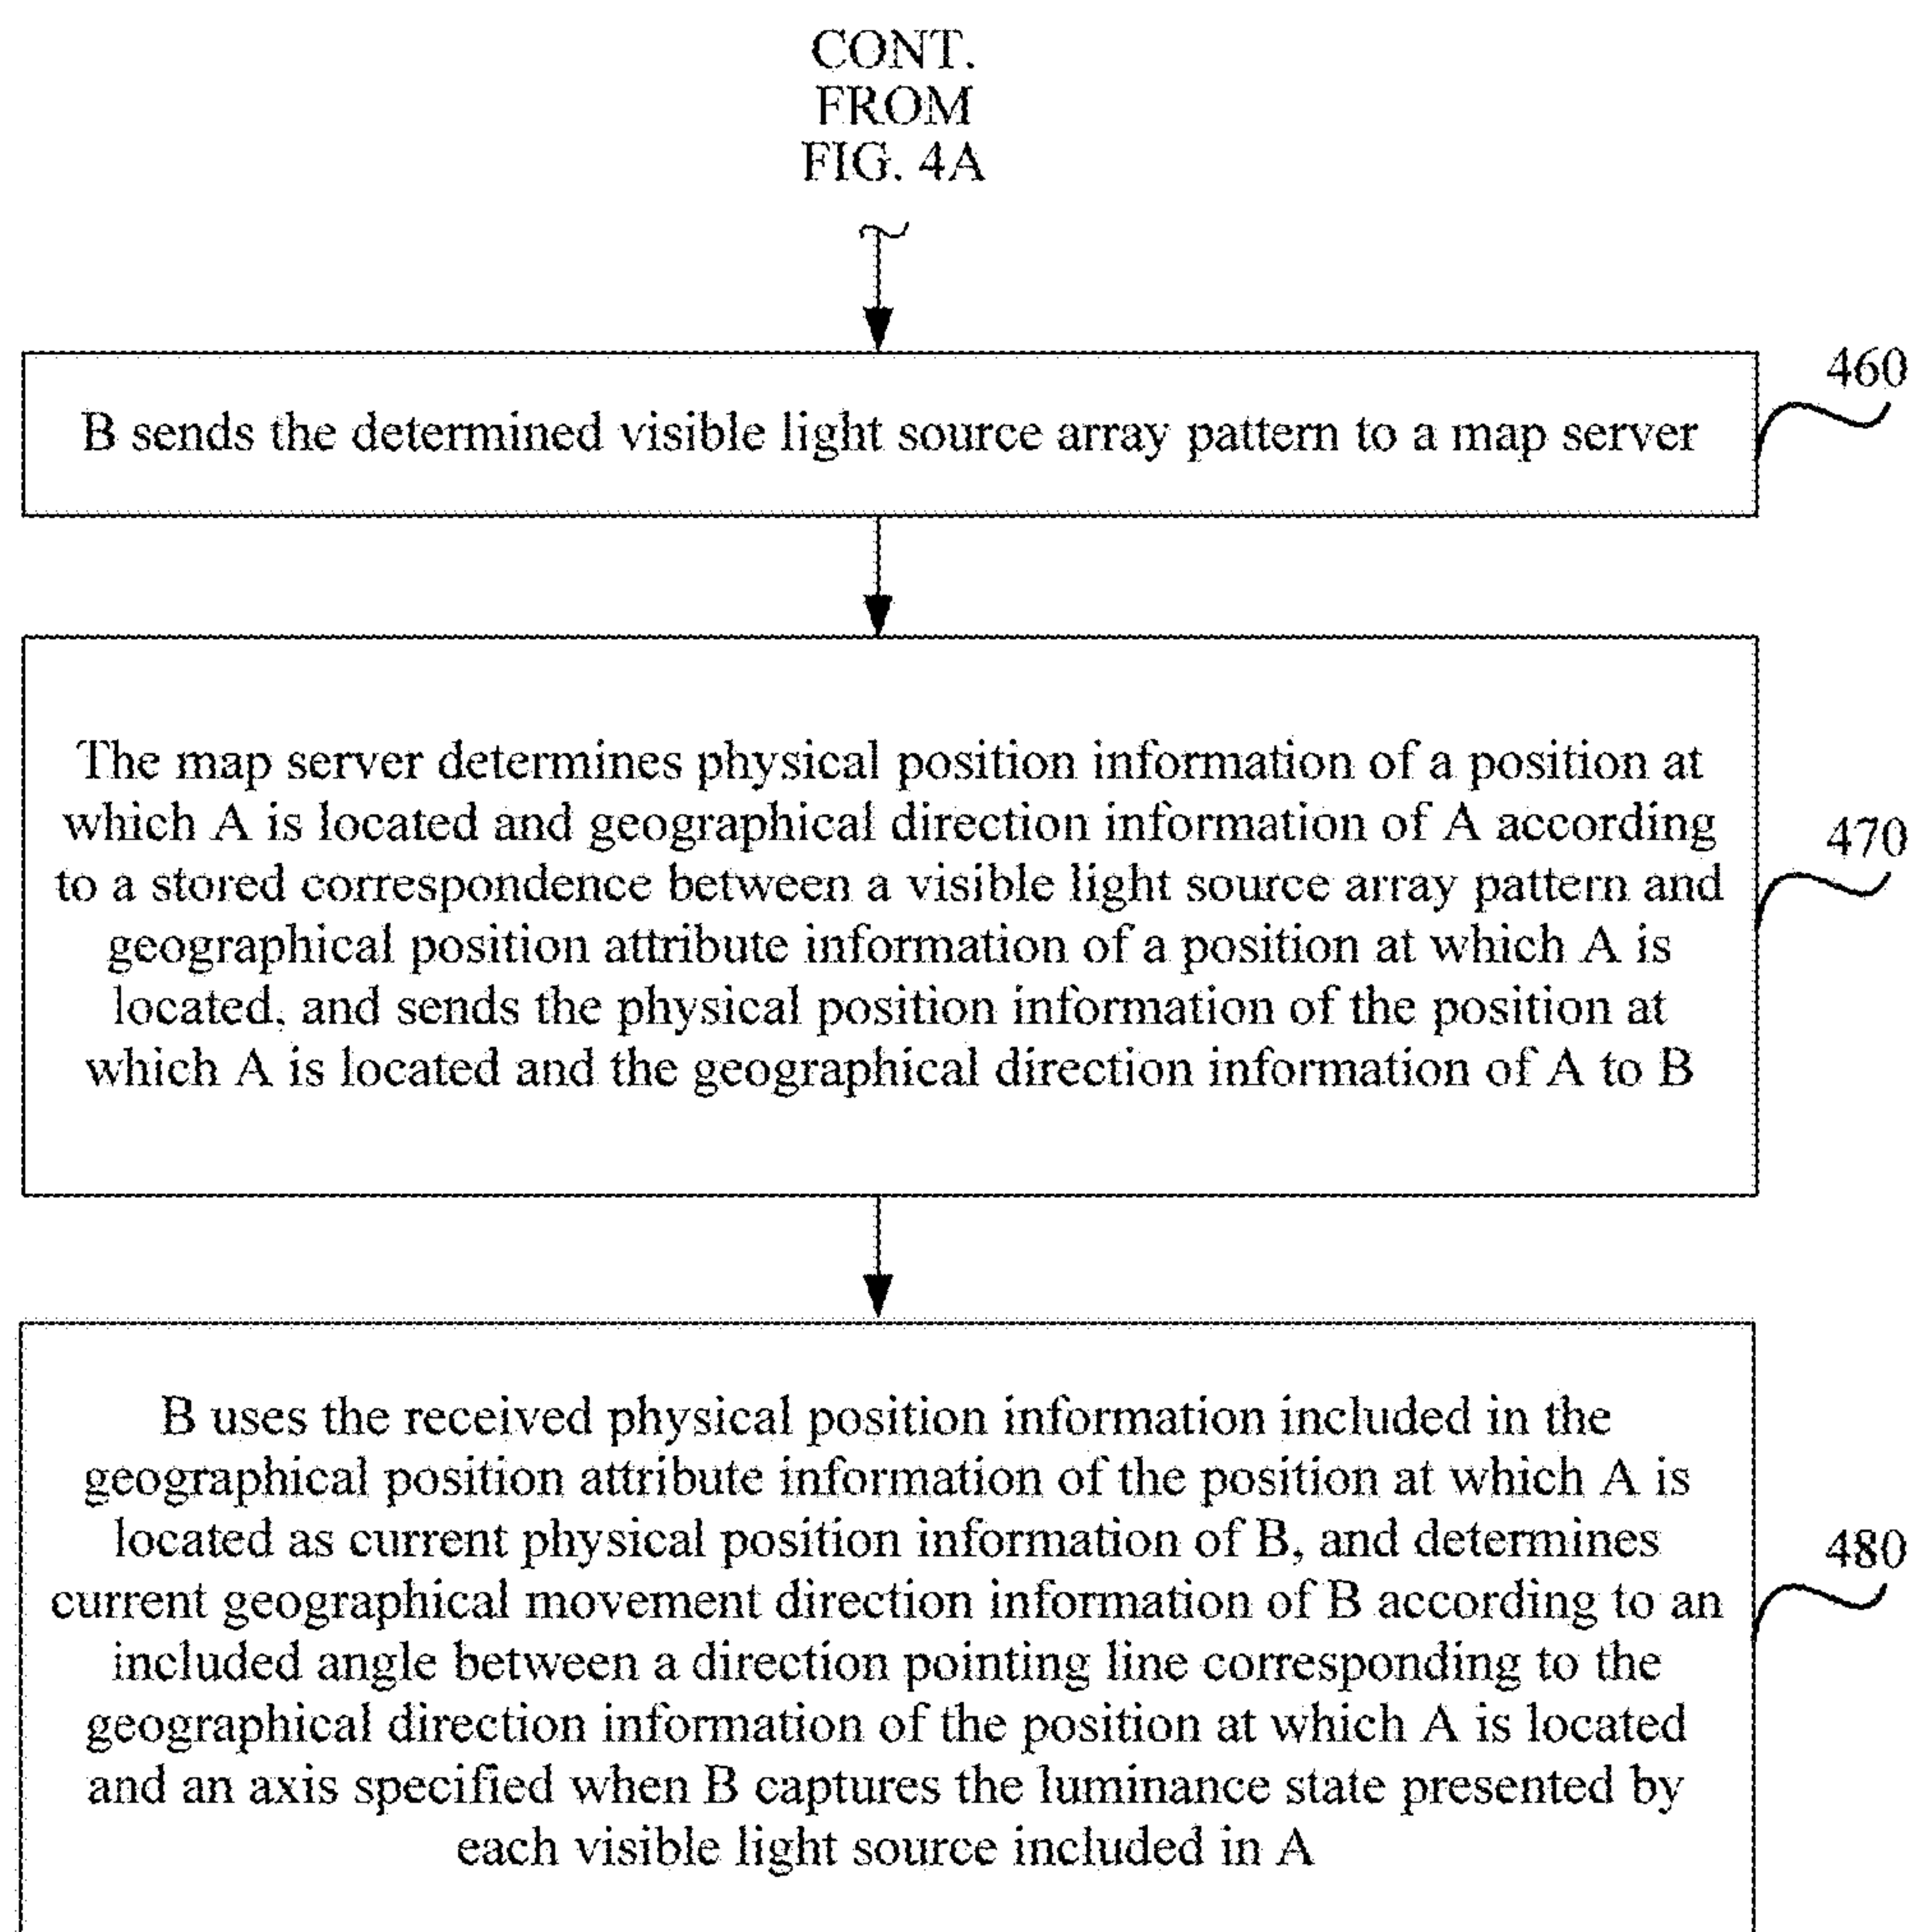 CONT.
FROM
FIG. 4A
460
B sends the determined visible light source array pattern to a map server
The map server determines physical position information of a position at
which A is located and geographical direction information of A according
470
to a stored correspondence between a visible light source array pattern and
geographical position attribute information of a position at which A is
located, and sends the physical position information of the position at
which A is located and the geographical direction information of A to B
B uses the received physical position information included in the
geographical position attribute information of the position at which A is
located as current physical position information of B, and determines
480
current geographical movement direction information of B according to an
included angle between a direction pointing line corresponding to the
geographical direction information of the position at which A is located
and an axis specified when B captures the luminance state presented by
each visible light source included in A